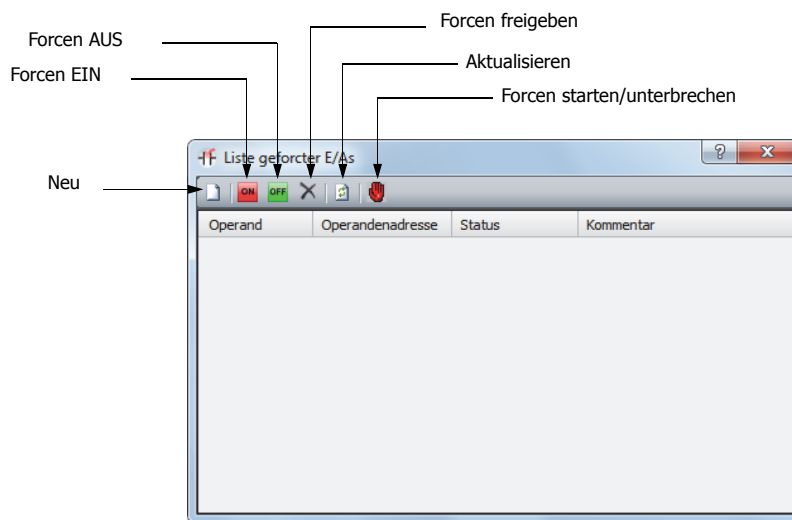 Forcen freigeben
Forcen AUS
Aktualisieren
Forcen EIN
Forcen starten/unterbrechen
Liste geforcter E/As
?
Neu
ON OFF
Operand Operandenadresse Status Kommentar